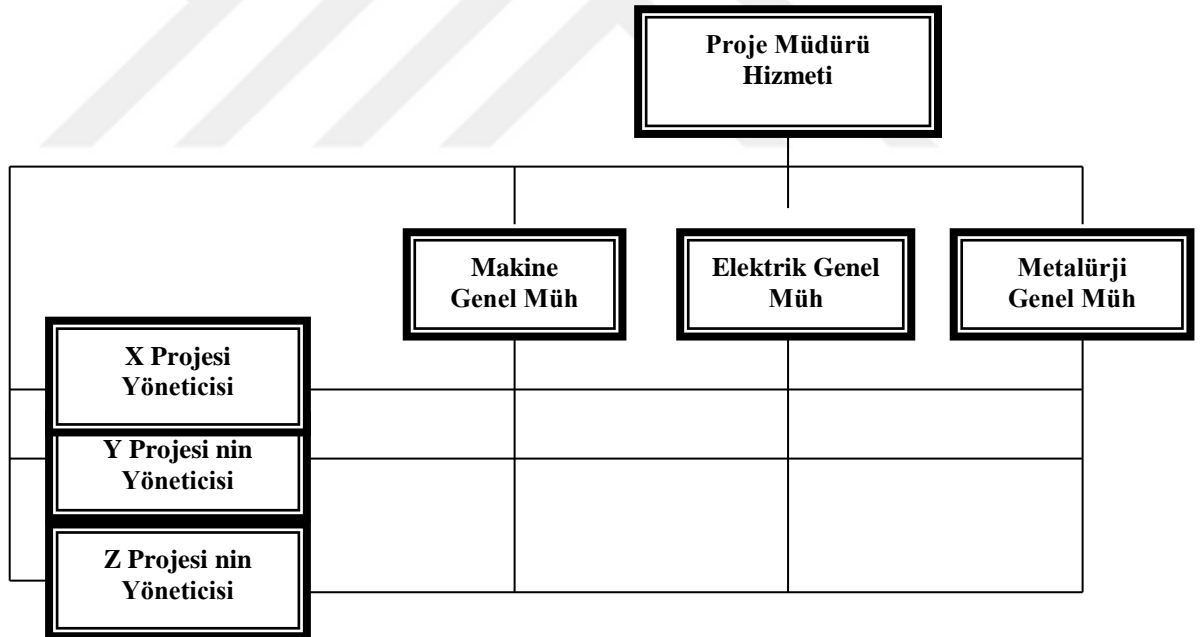 Proje Müdürü
Hizmeti
Makine
Genel Müh
Elektrik Genel
Müh
Metalürji
Genel Müh
X Projesi
Yöneticisi
Y Projesi nin
Yöneticisi
Z Projesi nin
Yöneticisi